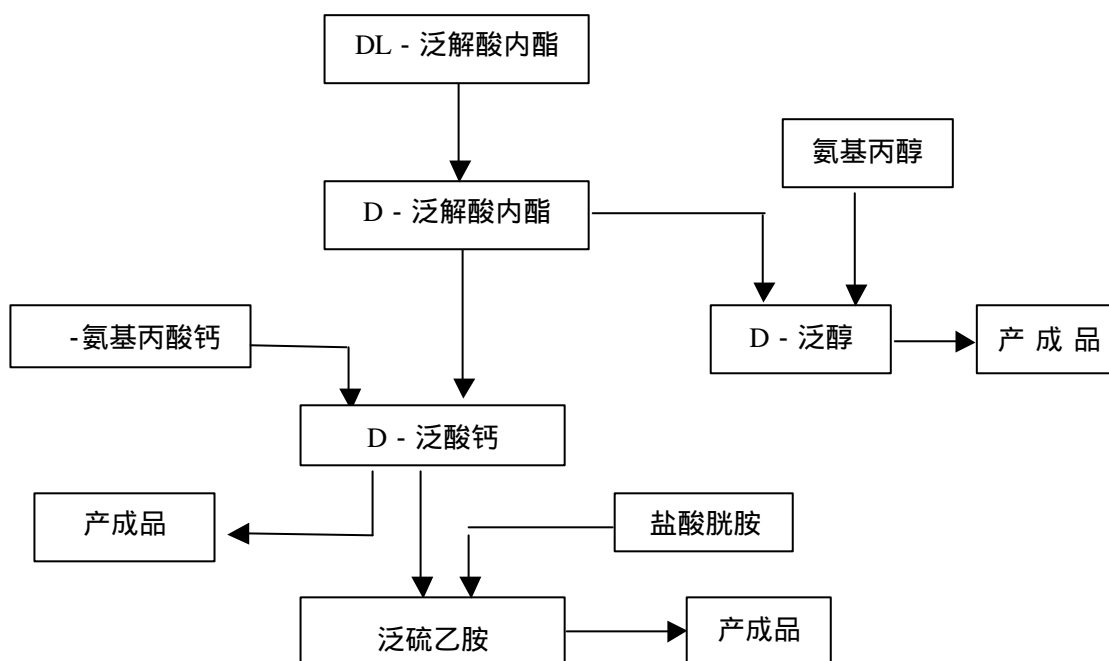 DL - 泛解酸内酯
氨基丙醇
D - 泛解酸内酯
-氨基丙酸钙
D - 泛醇
产 成 品
D - 泛酸钙
产成品
盐酸胱胺
泛硫乙胺
产成品